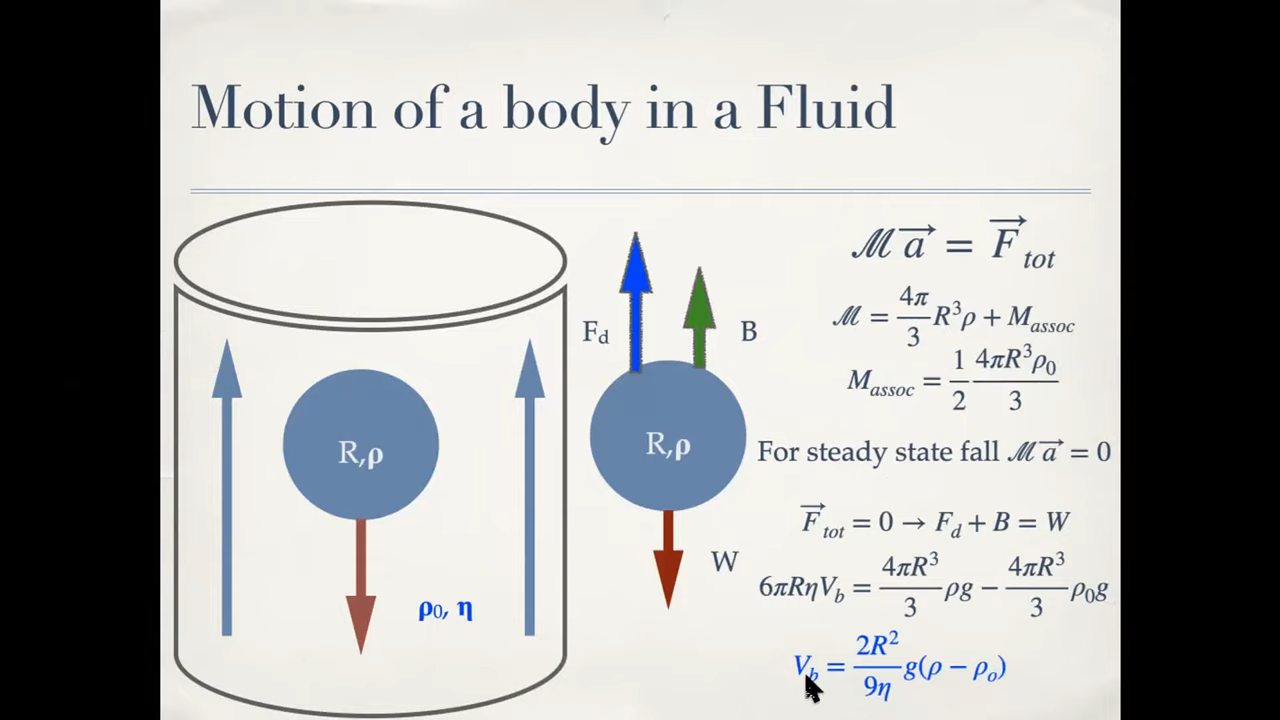 Motion of a body in a Fluid
ℳa⃗ = F⃗_tot
ℳ = 4π/3 R³ρ + M_assoc
M_assoc = 1/2 4πR³ρ₀/3
F_d
B
R,ρ
R,ρ
For steady state fall ℳa⃗ = 0
F⃗_tot = 0 → F_d + B = W
W
6πRηV_b = 4πR³/3 ρg − 4πR³/3 ρ₀g
ρ₀, η
V_b = 2R²/9η g(ρ − ρ_o)